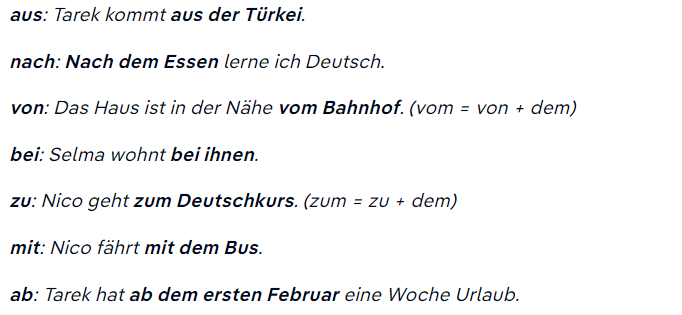 aus: Tarek kommt aus der Türkei.
nach: Nach dem Essen lerne ich Deutsch.
von: Das Haus ist in der Nähe vom Bahnhof. (vom = von + dem)
bei: Selma wohnt bei ihnen.
zu: Nico geht zum Deutschkurs. (zum = zu + dem)
mit: Nico fährt mit dem Bus.
ab: Tarek hat ab dem ersten Februar eine Woche Urlaub.